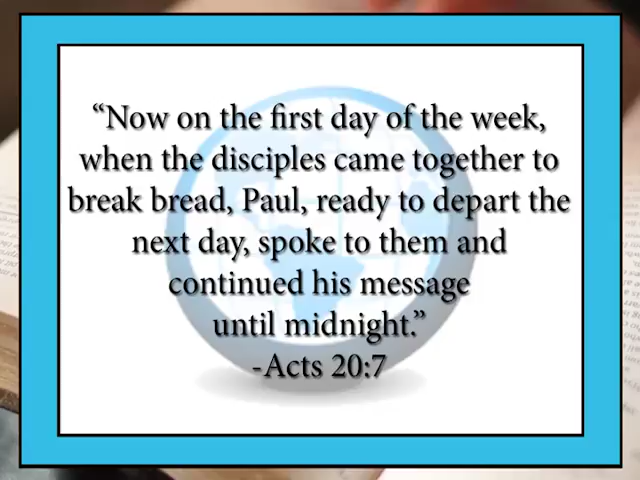 “Now on the first day of the week,
when the disciples came together to
break bread, Paul, ready to depart the
next day, spoke to them and
continued his message
until midnight.”
-Acts 20:7